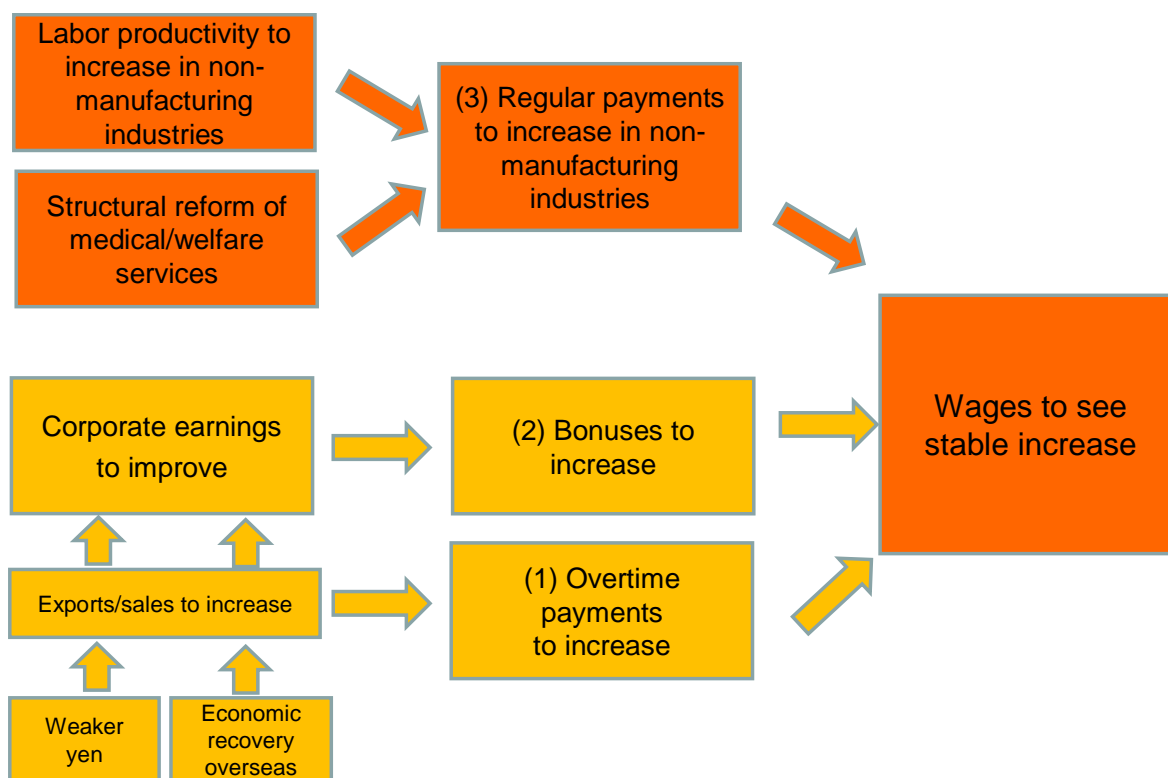 Labor productivity to
increase in non-
manufacturing
industries
(3) Regular payments
to increase in non-
manufacturing
industries
Structural reform of
medical/welfare
services
Corporate earnings
to improve
(2) Bonuses to
increase
Wages to see
stable increase
Exports/sales to increase
(1) Overtime
payments
to increase
Weaker
yen
Economic
recovery
overseas